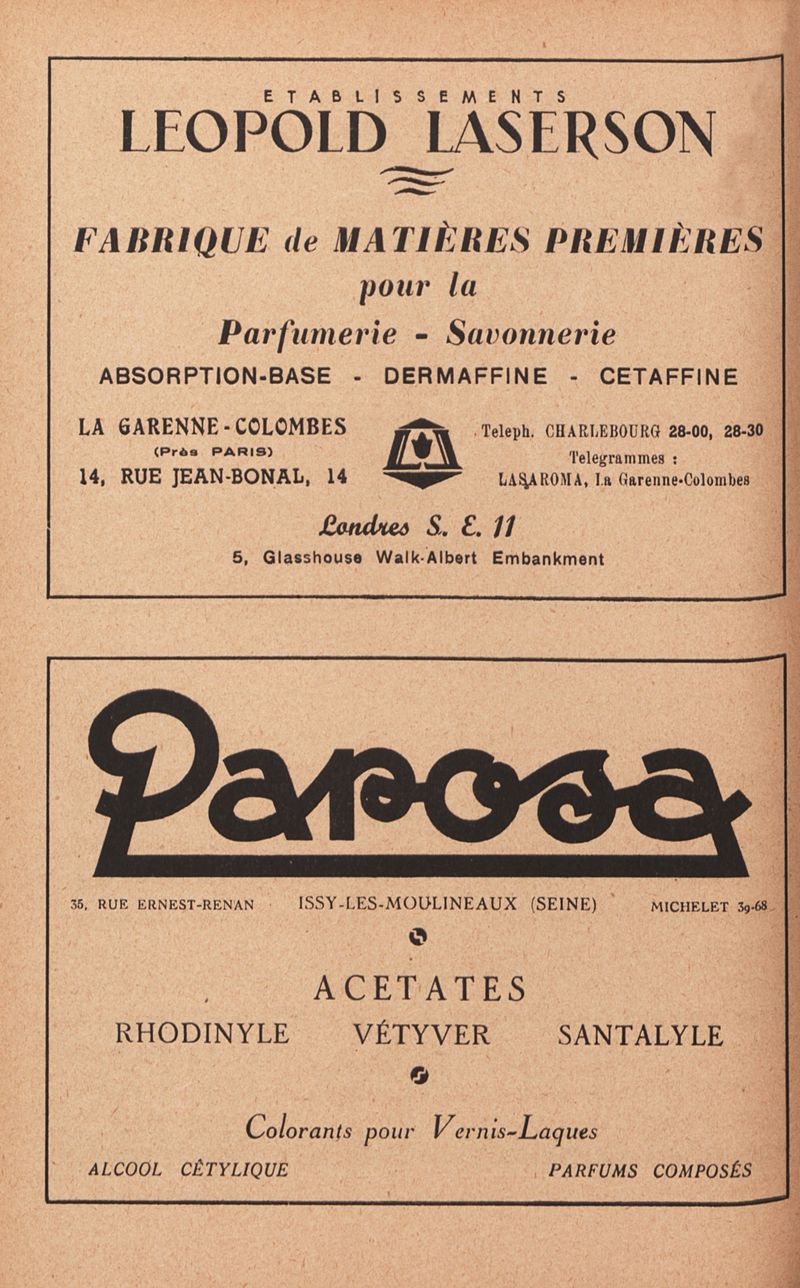 ETABLISSEMENTS
LEOPOLD LASERSON
FABRIQUE de MATIÈRES PREMIÈRES
pour la
Parfumerie - Savonnerie
ABSORPTION-BASE - DERMAFFINE - CETAFFINE
LA GARENNE-COLOMBES
(Près PARIS)
14, RUE JEAN-BONAL, 14
Teleph. CHARLEBOURG 28-00, 28-30
Telegrammes :
LASAROMA, La Garenne-Colombes
Londres S. E. 11
5, Glasshouse Walk-Albert Embankment
Parosa
35, RUE ERNEST-RENAN ISSY-LES-MOULINEAUX (SEINE) MICHELET 39-68
ACETATES
RHODINYLE VÉTYVER SANTALYLE
Colorants pour Vernis-Laques
ALCOOL CÉTYLIQUE PARFUMS COMPOSÉS